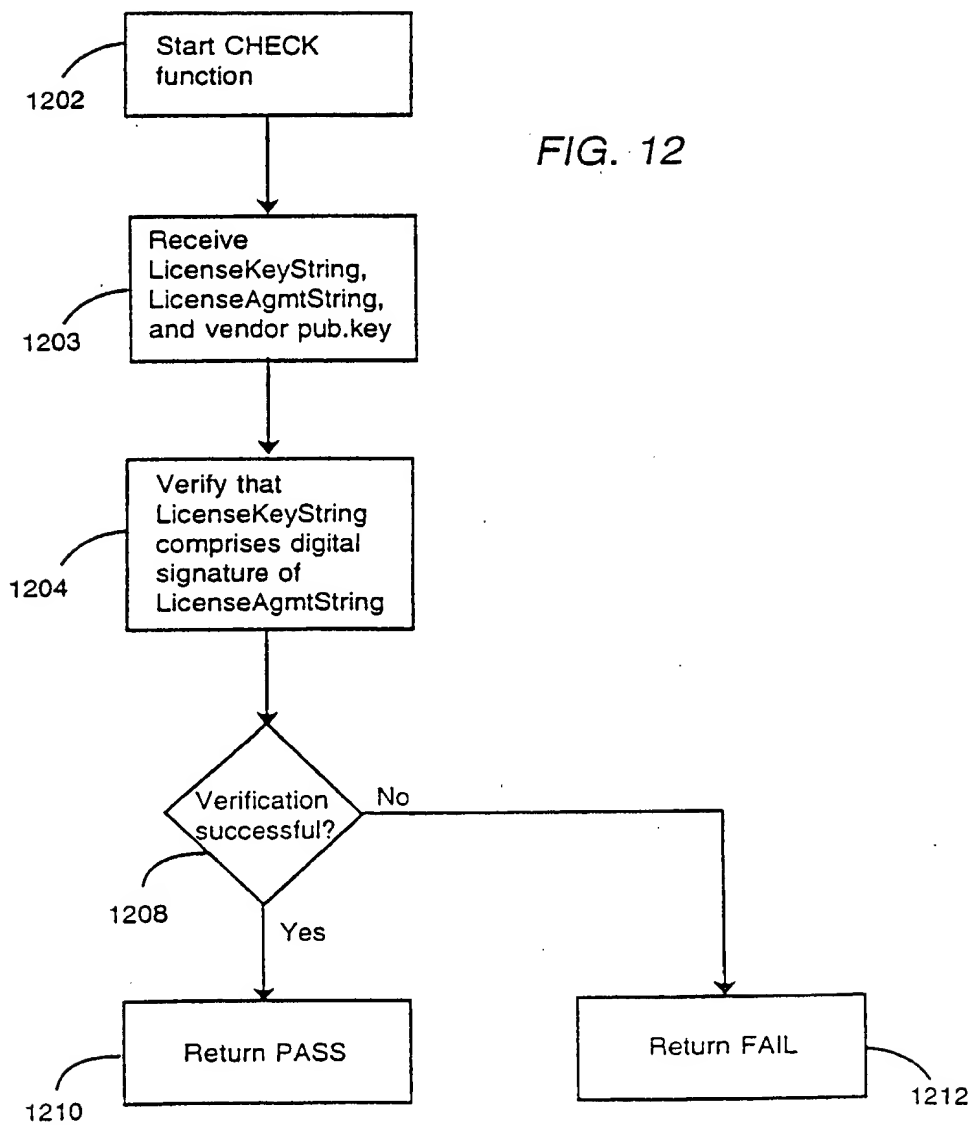 Start CHECK
function
1202
FIG. 12
Receive
LicenseKeyString,
LicenseAgmtString,
and vendor pub.key
1203
Verify that
LicenseKeyString
comprises digital
signature of
LicenseAgmtString
1204
Verification
successful?
No
1208
Yes
Return PASS
1210
Return FAIL
1212